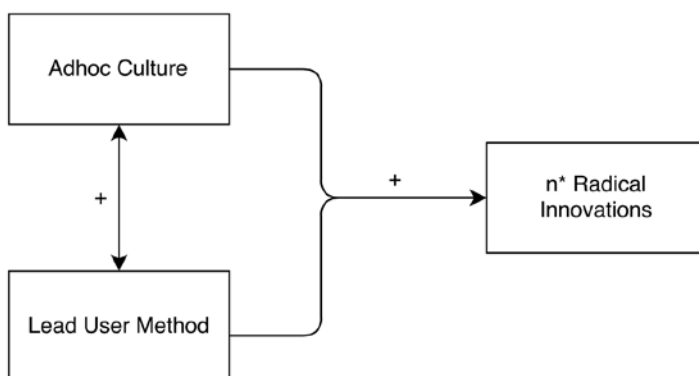 Adhoc Culture
+
+
n* Radical
Innovations
Lead User Method